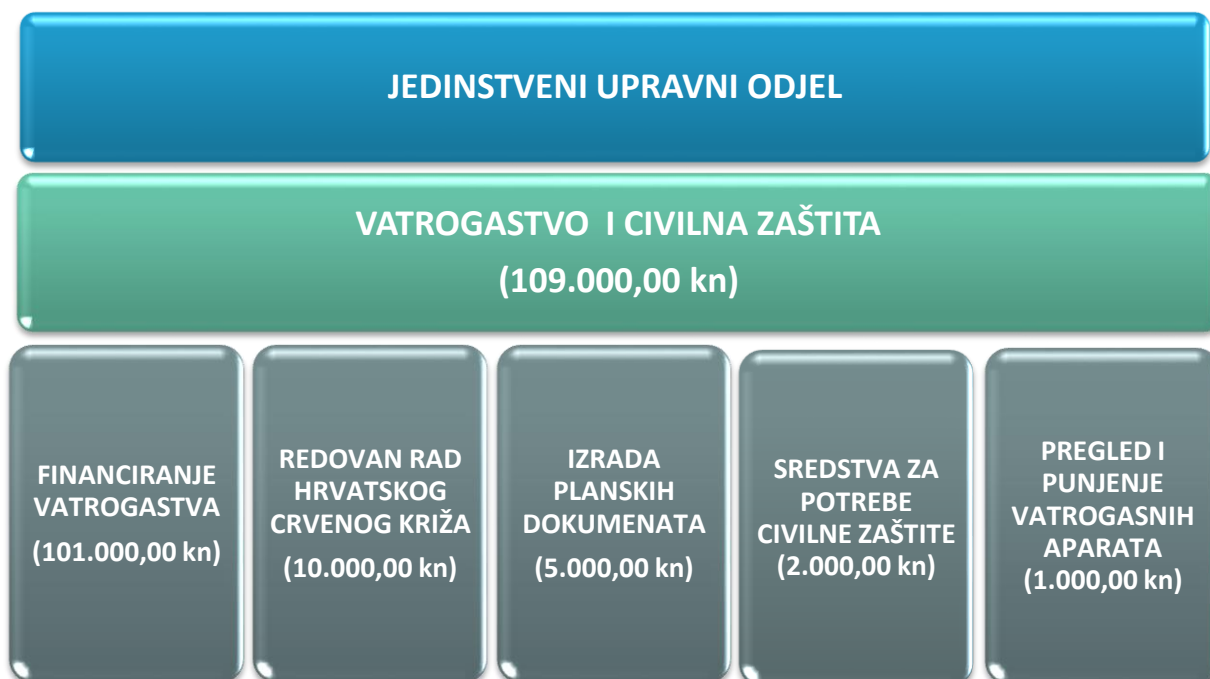 JEDINSTVENI UPRAVNI ODJEL
VATROGASTVO I CIVILNA ZAŠTITA
(109.000,00 kn)
FINANCIRANJE
VATROGASTVA
(101.000,00 kn)
REDOVAN RAD
HRVATSKOG
CRVENOG KRIŽA
(10.000,00 kn)
IZRADA
PLANSKIH
DOKUMENATA
(5.000,00 kn)
SREDSTVA ZA
POTREBE
CIVILNE ZAŠTITE
(2.000,00 kn)
PREGLED I
PUNJENJE
VATROGASNIH
APARATA
(1.000,00 kn)